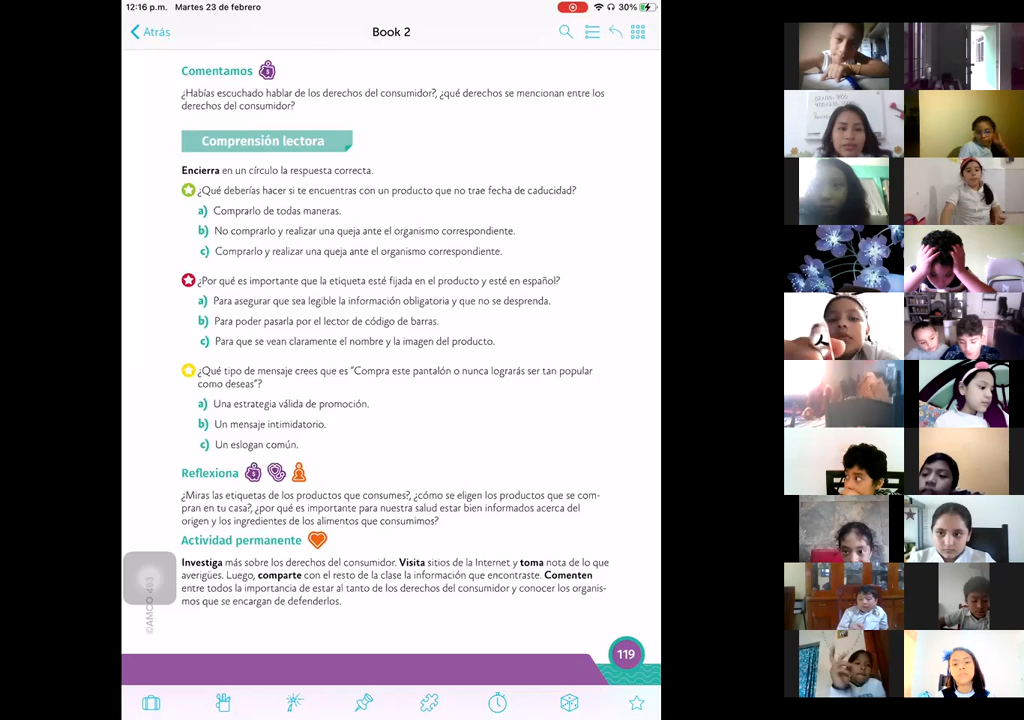 12:16 p.m. Martes 23 de febrero
30%
Atrás
Book 2
Comentamos
¿Habías escuchado hablar de los derechos del consumidor?, ¿qué derechos se mencionan entre los
derechos del consumidor?
Comprensión lectora
Encierra en un círculo la respuesta correcta.
¿Qué deberías hacer si te encuentras con un producto que no trae fecha de caducidad?
a) Comprarlo de todas maneras.
b) No comprarlo y realizar una queja ante el organismo correspondiente.
c) Comprarlo y realizar una queja ante el organismo correspondiente.
¿Por qué es importante que la etiqueta esté fijada en el producto y esté en español?
a) Para asegurar que sea legible la información obligatoria y que no se desprenda.
b) Para poder pasarla por el lector de código de barras.
c) Para que se vean claramente el nombre y la imagen del producto.
¿Qué tipo de mensaje crees que es "Compra este pantalón o nunca lograrás ser tan popular
como deseas"?
a) Una estrategia válida de promoción.
b) Un mensaje intimidatorio.
c) Un eslogan común.
Reflexiona
¿Miras las etiquetas de los productos que consumes?, ¿cómo se eligen los productos que se com-
pran en tu casa?, ¿por qué es importante para nuestra salud estar bien informados acerca del
origen y los ingredientes de los alimentos que consumimos?
Actividad permanente
Investiga más sobre los derechos del consumidor. Visita sitios de la Internet y toma nota de lo que
averigües. Luego, comparte con el resto de la clase la información que encontraste. Comenten
entre todos la importancia de estar al tanto de los derechos del consumidor y conocer los organis-
mos que se encargan de defenderlos.
©AMCO
119